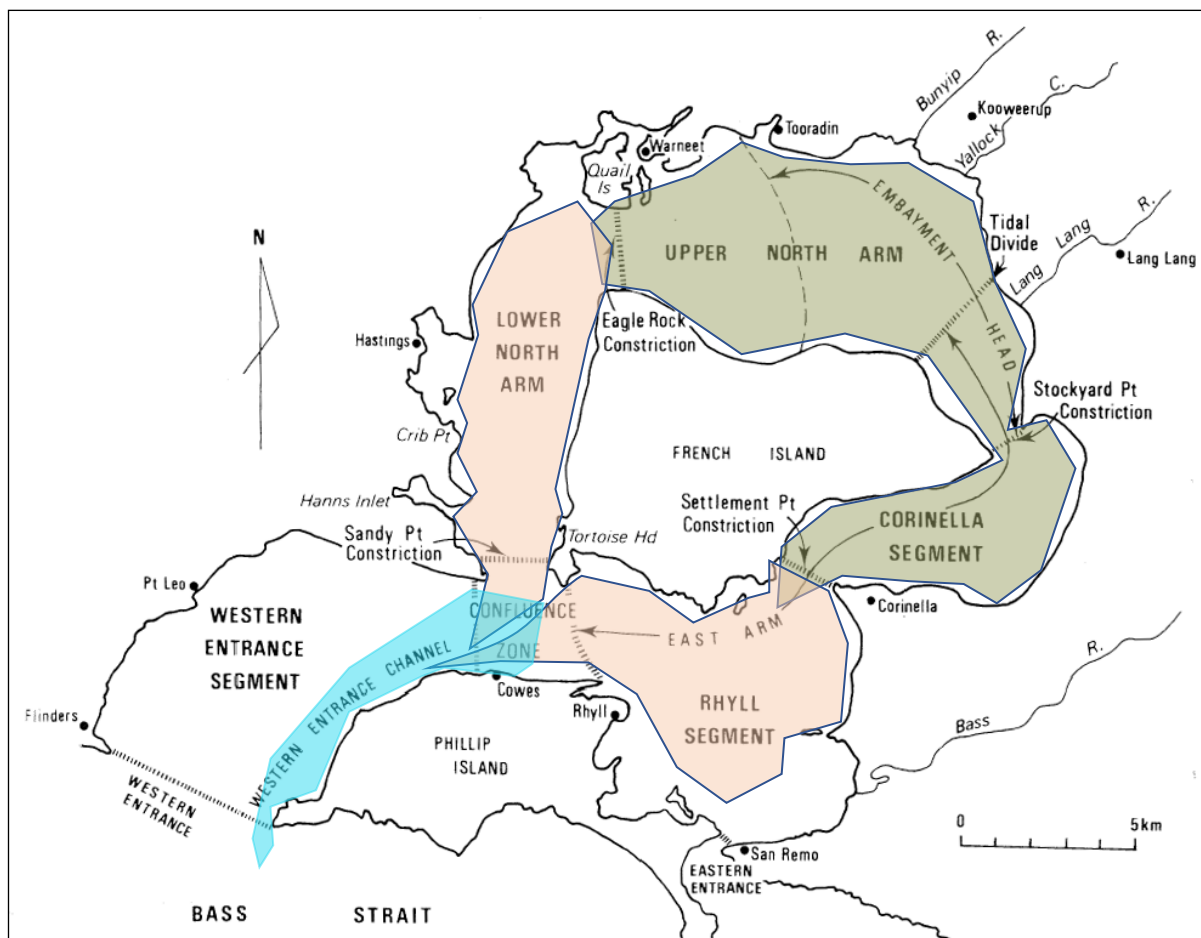 Bunyip R.
Kooweerup
Yallock C.
Tooradin
Warneet
Quail
Is
N
EMBAYMENT HEAD
Tidal
Divide
Lang Lang R.
Lang Lang
UPPER NORTH ARM
LOWER
NORTH
ARM
Eagle Rock
Constriction
Hastings
Stockyard Pt
Constriction
Crib Pt
FRENCH ISLAND
Hanns Inlet
Settlement Pt
Constriction
CORINELLA
SEGMENT
Sandy Pt
Constriction
Tortoise Hd
Pt Leo
CONFLUENCE
ZONE
Corinella
WESTERN
ENTRANCE
SEGMENT
EAST ARM
WESTERN ENTRANCE CHANNEL
Cowes
RHYLL
SEGMENT
Flinders
Rhyll
Bass R.
PHILLIP
ISLAND
WESTERN
ENTRANCE
0 5km
San Remo
EASTERN
ENTRANCE
BASS STRAIT